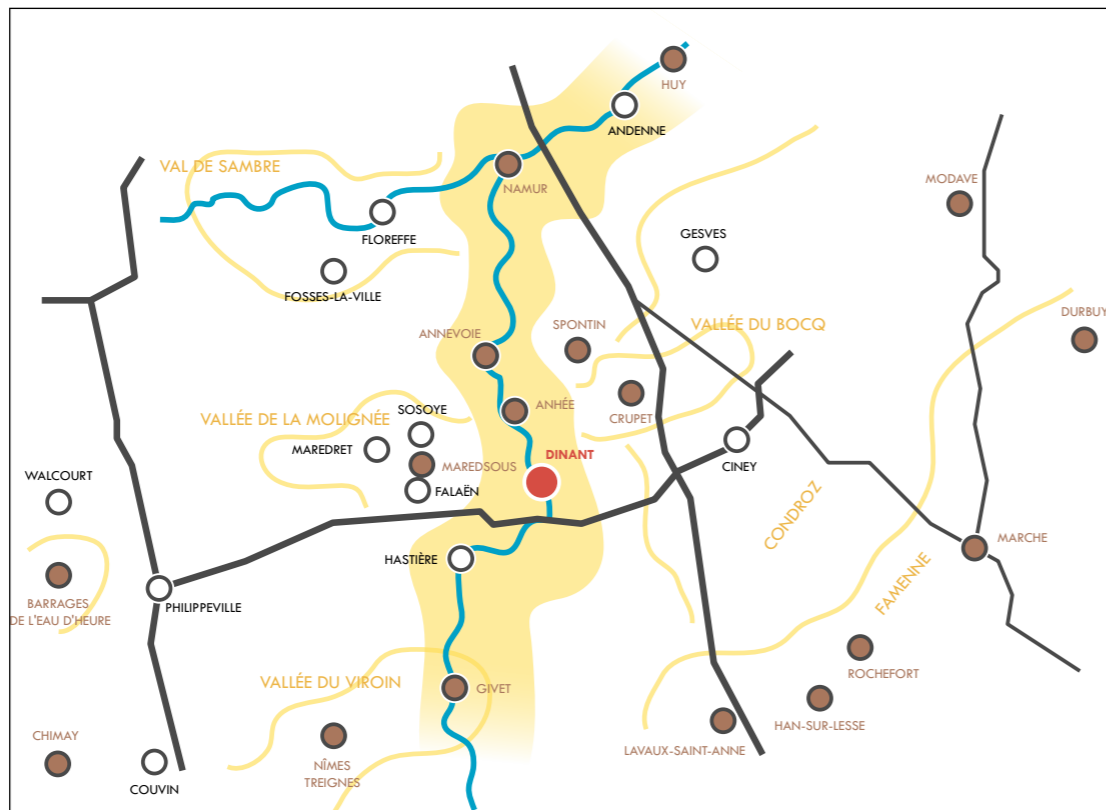 HUY
ANDENNE
VAL DE SAMBRE
NAMUR
MODAVE
FLOREFFE
GESVES
FOSSES-LA-VILLE
DURBUY
ANNEVOIE
SPONTIN
VALLÉE DU BOCQ
ANHÉE
CRUPET
VALLÉE DE LA MOLIGNÉE
SOSOYE
MAREDRET
DINANT
CINEY
MAREDSOUS
WALCOURT
FALAËN
CONDROZ
MARCHE
HASTIÈRE
FAMENNE
BARRAGES
DE L'EAU D'HEURE
PHILIPPEVILLE
ROCHEFORT
VALLÉE DU VIROIN
GIVET
HAN-SUR-LESSE
CHIMAY
LAVAUX-SAINT-ANNE
NÎMES
TREIGNES
COUVIN